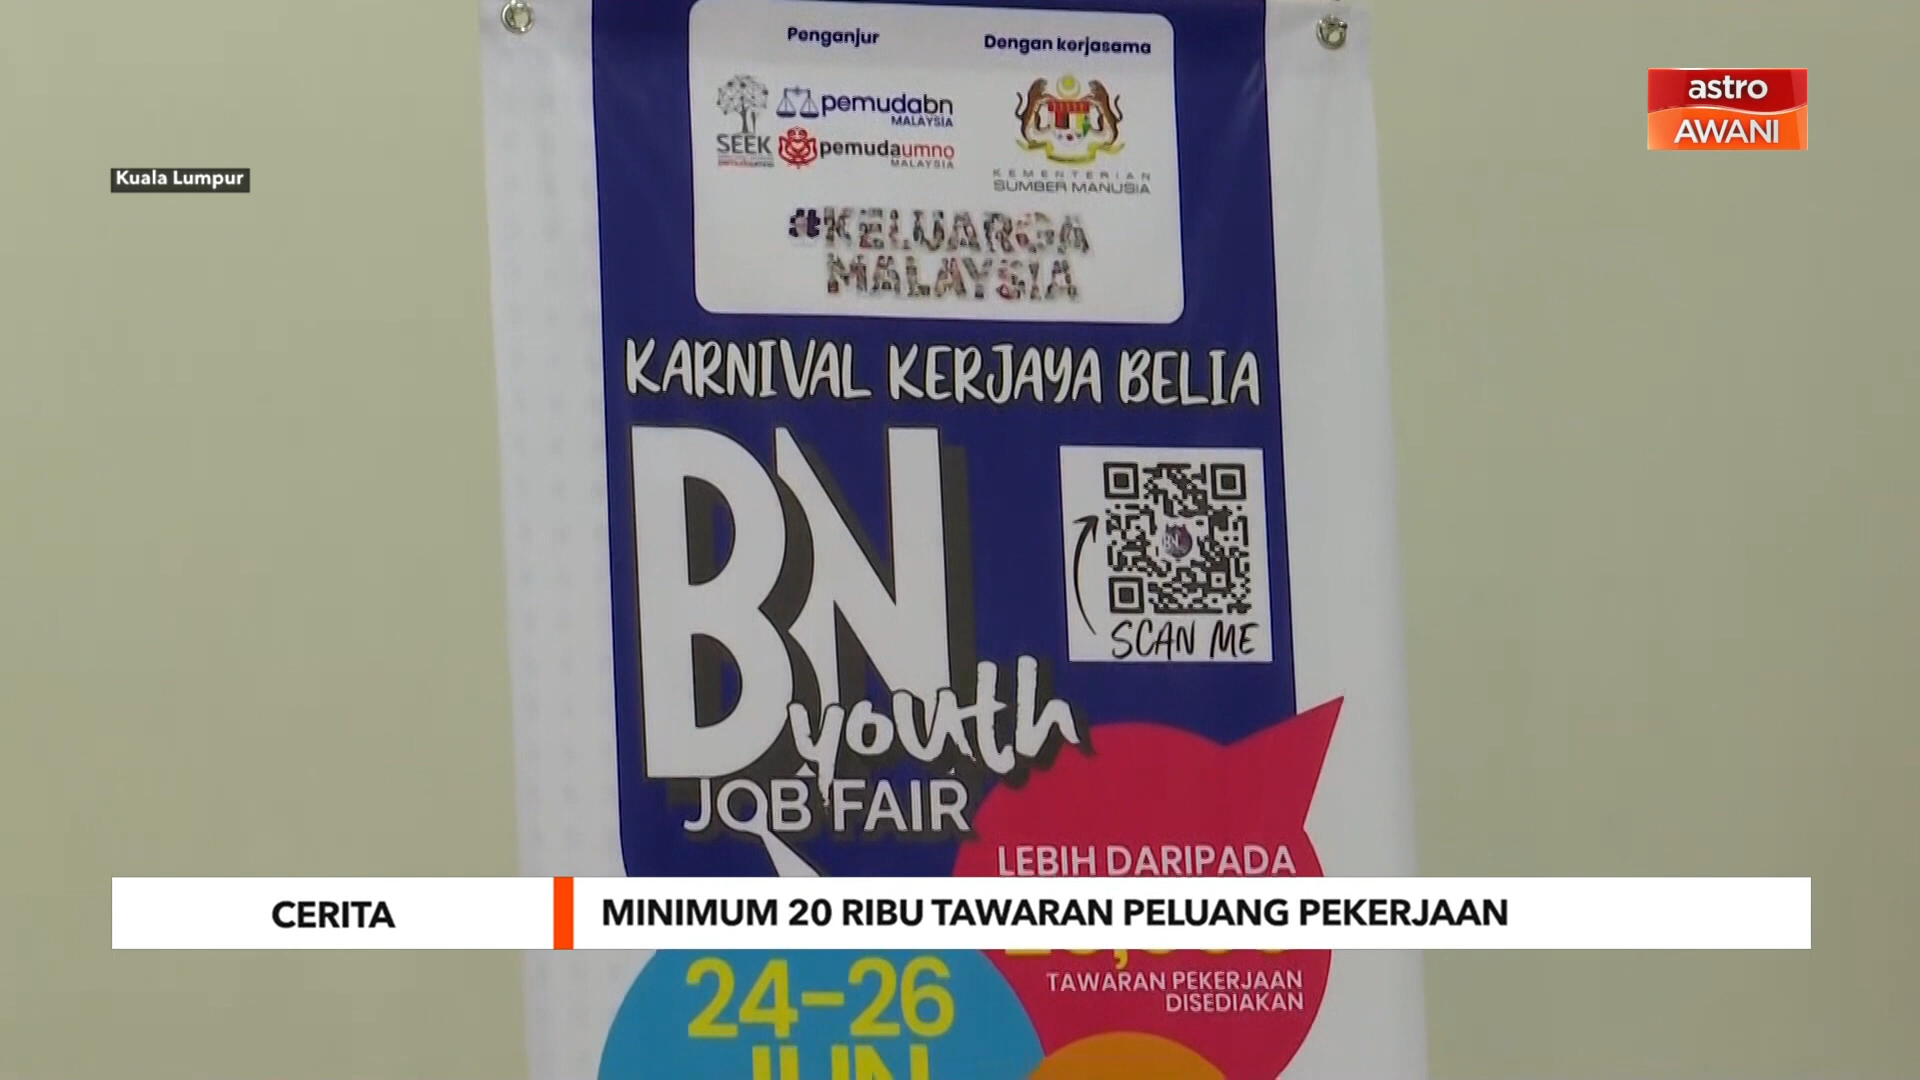 Penganjur
Dengan kerjasama
SEEK
pemudabn
MALAYSIA
pemudaumno
MALAYSIA
KEMENTERIAN
SUMBER MANUSIA
#KELUARGA
MALAYSIA
astro
AWANI
Kuala Lumpur
KARNIVAL KERJAYA BELIA
BN
youth
JOB FAIR
SCAN ME
LEBIH DARIPADA
CERITA
MINIMUM 20 RIBU TAWARAN PELUANG PEKERJAAN
TAWARAN PEKERJAAN
DISEDIAKAN
24-26
JUN